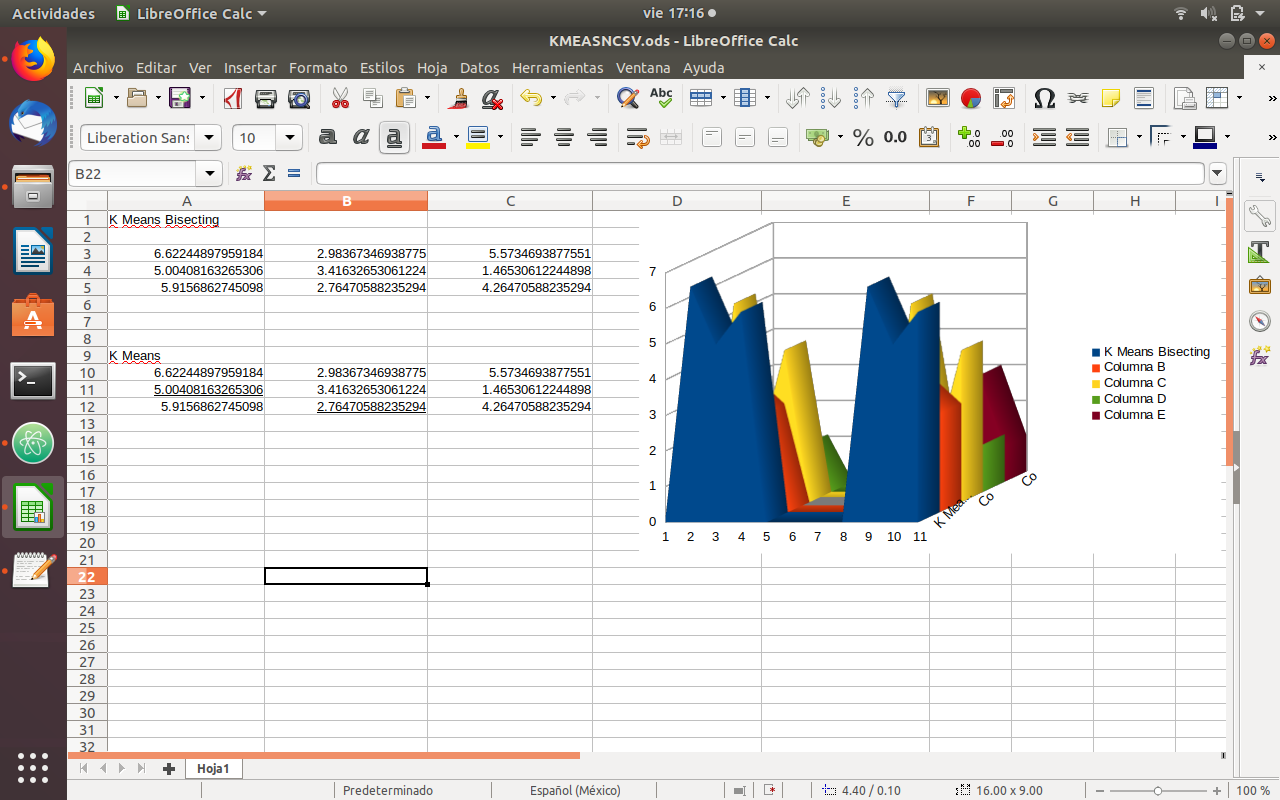 Actividades LibreOffice Calc vie 17:16
KMEASNCSV.ods - LibreOffice Calc
Archivo Editar Ver Insertar Formato Estilos Hoja Datos Herramientas Ventana Ayuda
Abc
Liberation Sans 10 a a a a % 0.0
B22
A B C D E F G H I
1 K Means Bisecting
2
3 6.62244897959184 2.98367346938775 5.5734693877551
4 5.00408163265306 3.41632653061224 1.46530612244898
5 5.9156862745098 2.76470588235294 4.26470588235294
6
7
8
9 K Means
10 6.62244897959184 2.98367346938775 5.5734693877551
11 5.00408163265306 3.41632653061224 1.46530612244898
12 5.9156862745098 2.76470588235294 4.26470588235294
13
14
15
16
17
18
19
20
21
22
23
24
25
26
27
28
29
30
31
32
7
6
5
4
3
2
1
0
1 2 3 4 5 6 7 8 9 10 11
K Mea...
Co
Co
K Means Bisecting
Columna B
Columna C
Columna D
Columna E
Hoja1
Predeterminado Español (México) 4.40 / 0.10 16.00 x 9.00 100 %